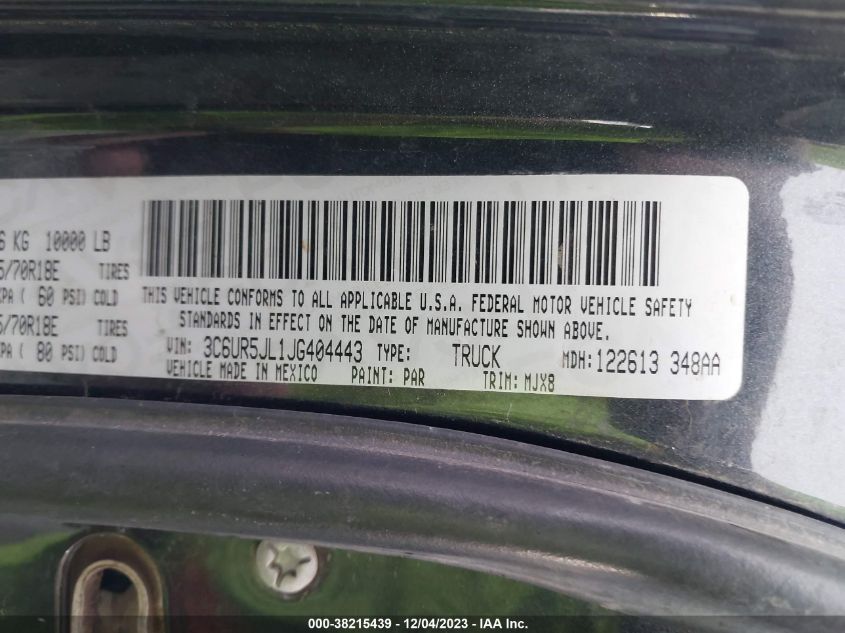 6 KG 10000 LB
5/70R18E TIRES
KPA ( 60 PSI) COLD
5/70R18E TIRES
KPA ( 80 PSI) COLD
THIS VEHICLE CONFORMS TO ALL APPLICABLE U.S.A. FEDERAL MOTOR VEHICLE SAFETY
STANDARDS IN EFFECT ON THE DATE OF MANUFACTURE SHOWN ABOVE.
VIN: 3C6UR5JL1JG404443 TYPE: TRUCK MDH:122613 348AA
VEHICLE MADE IN MEXICO PAINT: PAR TRIM: MJX8
000-38215439 - 12/04/2023 - IAA Inc.